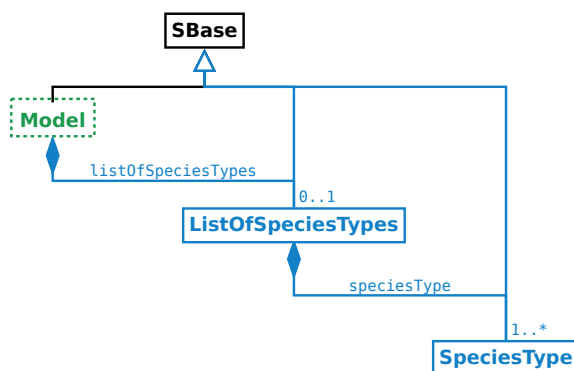 SBase
Model
listOfSpeciesTypes
0..1
ListOfSpeciesTypes
speciesType
1..*
SpeciesType